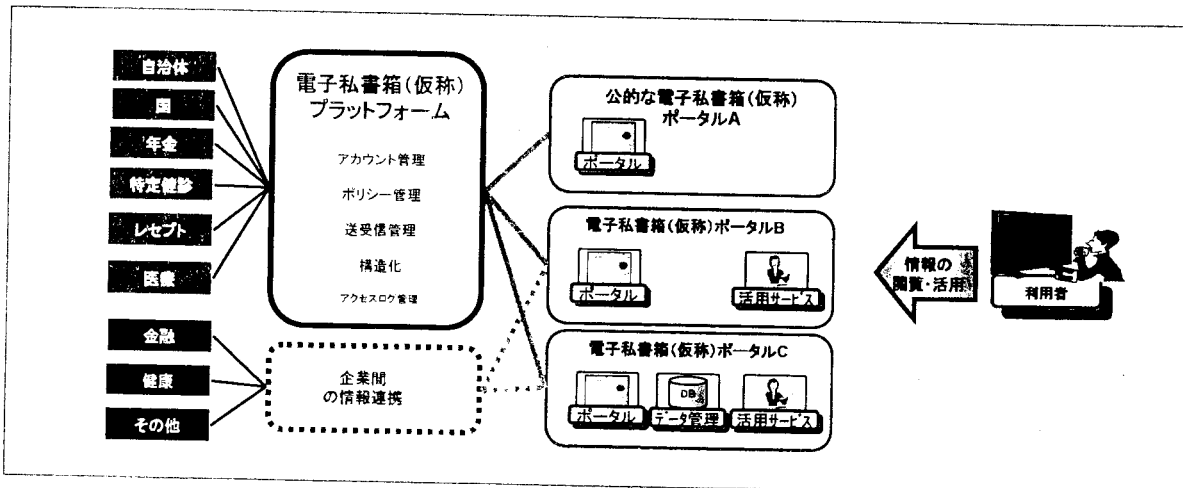 自治体
国
年金
特定健診
レセプト
医療
金融
健康
その他
電子私書箱(仮称)
プラットフォーム
アカウント管理
ポリシー管理
送受信管理
構造化
アクセスログ管理
企業間
の情報連携
公的な電子私書箱(仮称)
ポータルA
ポータル
電子私書箱(仮称)ポータルB
ポータル
活用サービス
電子私書箱(仮称)ポータルC
ポータル
DB
データ管理
活用サービス
情報の
閲覧・活用
利用者